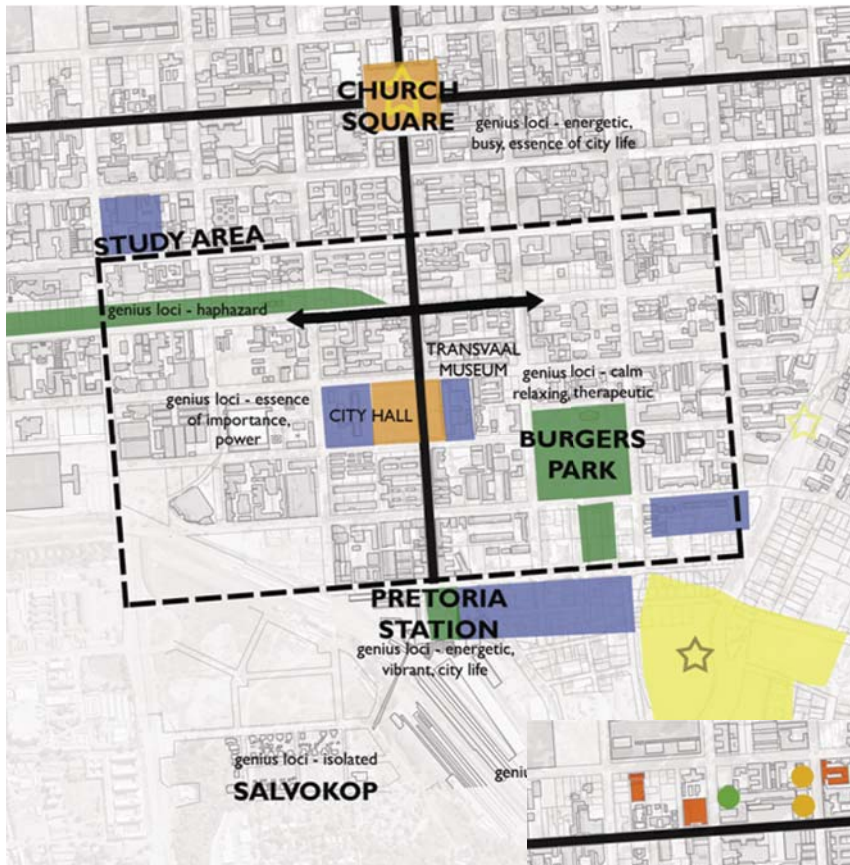 CHURCH
SQUARE
genius loci - energetic,
busy, essence of city life
STUDY AREA
genius loci - haphazard
TRANSVAAL
MUSEUM
genius loci - calm
relaxing, therapeutic
genius loci - essence
of importance,
power
CITY HALL
BURGERS
PARK
PRETORIA
STATION
genius loci - energetic,
vibrant, city life
genius loci - isolated
SALVOKOP